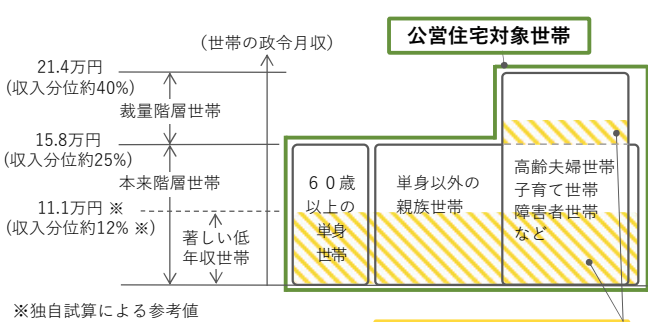 公営住宅対象世帯
(世帯の政令月収)
21.4万円
(収入分位約40%)
裁量階層世帯
15.8万円
(収入分位約25%)
本来階層世帯
11.1万円 ※
(収入分位約12% ※)
著しい低
年収世帯
６０歳
以上の
単身
世帯
単身以外の
親族世帯
高齢夫婦世帯
子育て世帯
障害者世帯
など
※独自試算による参考値